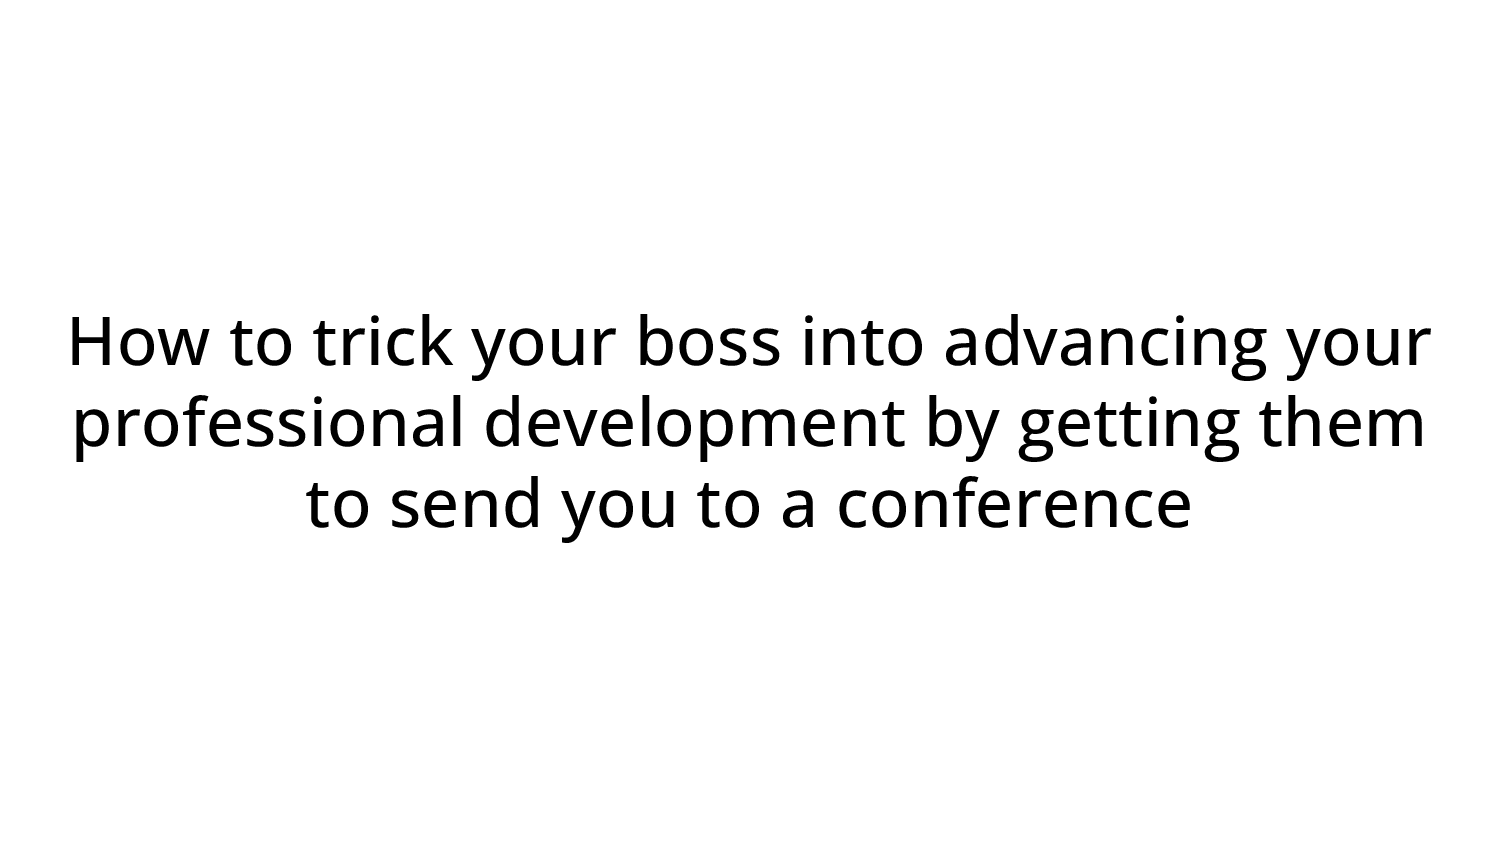 How to trick your boss into advancing your
professional development by getting them
to send you to a conference